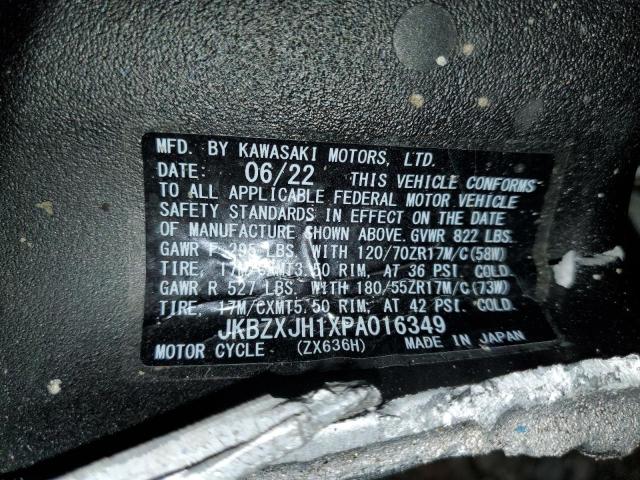 MFD. BY KAWASAKI MOTORS, LTD.
DATE: 06/22 THIS VEHICLE CONFORMS
TO ALL APPLICABLE FEDERAL MOTOR VEHICLE
SAFETY STANDARDS IN EFFECT ON THE DATE
OF MANUFACTURE SHOWN ABOVE. GVWR 822 LBS.
GAWR F 295 LBS. WITH 120/70ZR17M/C(58W)
TIRE, 17M/CXMT3.50 RIM, AT 36 PSI. COLD.
GAWR R 527 LBS. WITH 180/55ZR17M/C(73W)
TIRE, 17M/CXMT5.50 RIM, AT 42 PSI. COLD.
JKBZXJH1XPA016349
MOTOR CYCLE (ZX636H) MADE IN JAPAN